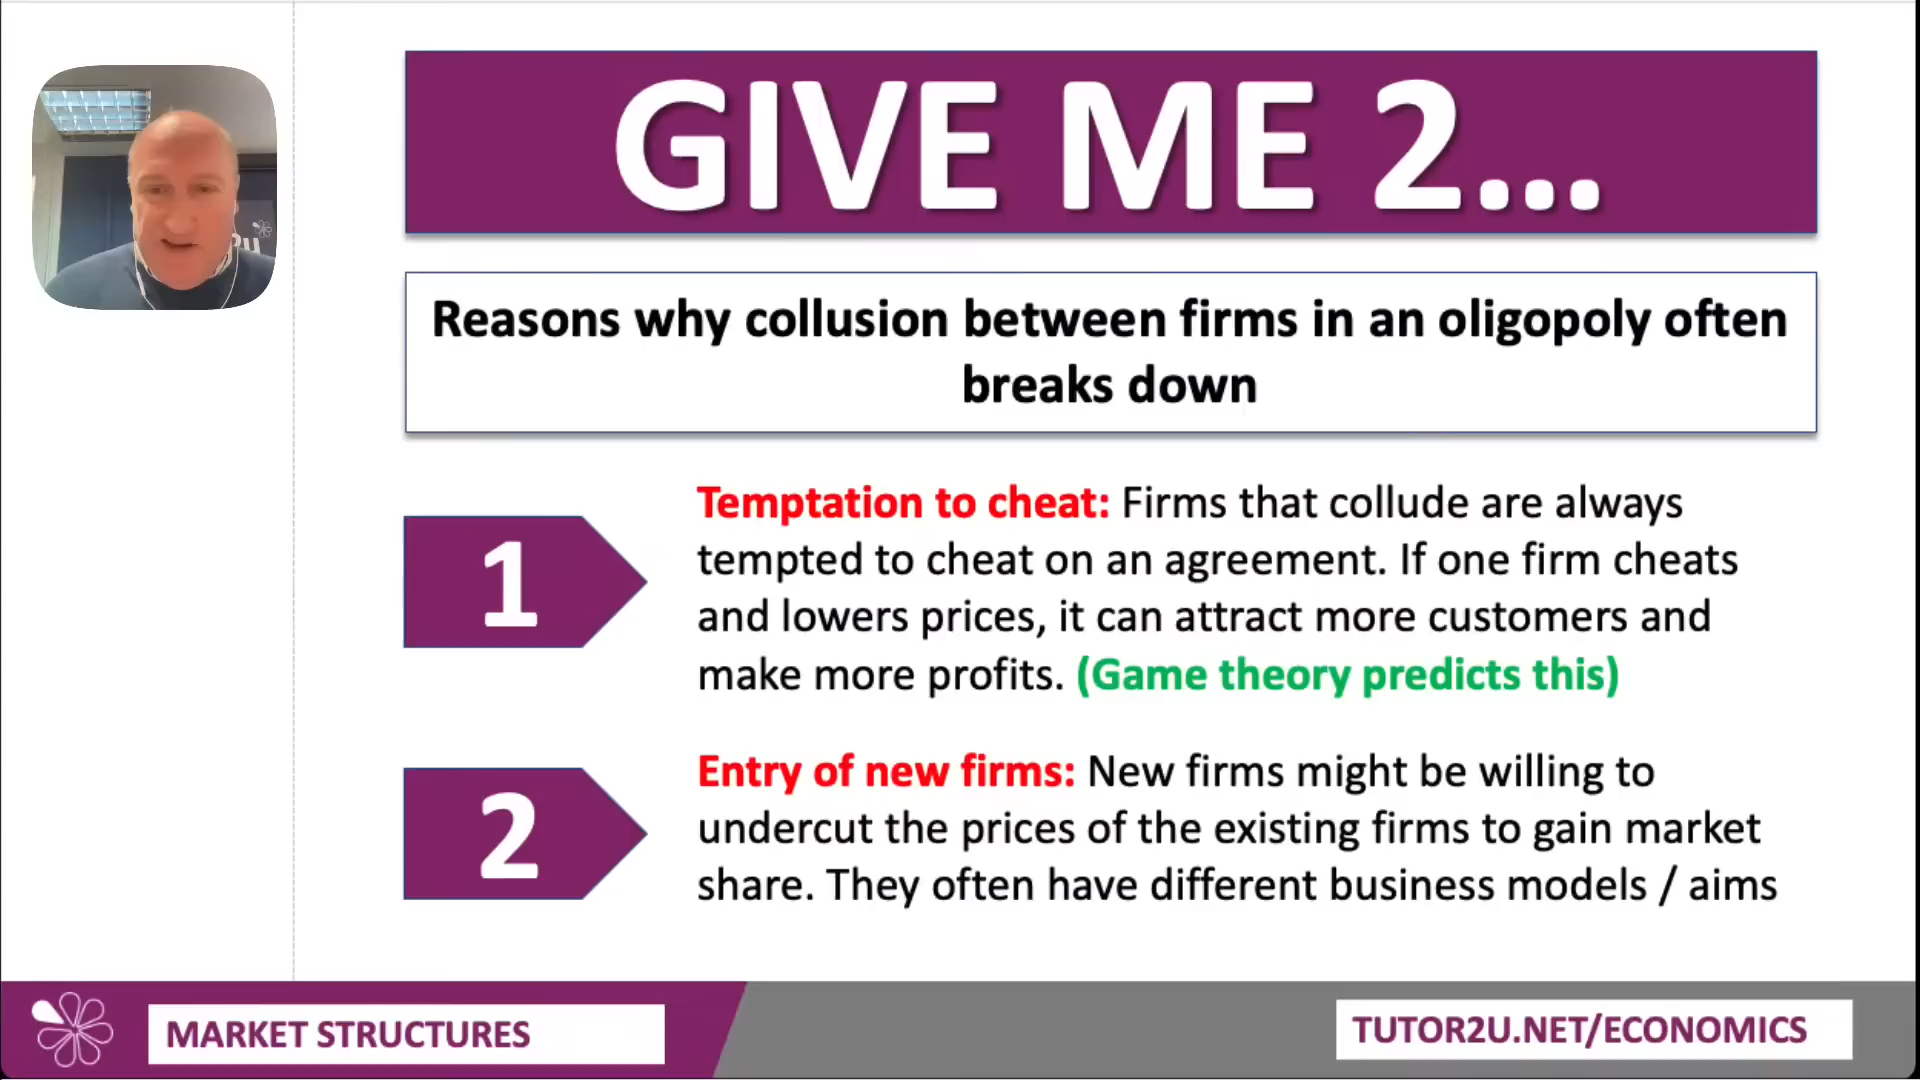 GIVE ME 2...
Reasons why collusion between firms in an oligopoly often
breaks down
1
Temptation to cheat: Firms that collude are always
tempted to cheat on an agreement. If one firm cheats
and lowers prices, it can attract more customers and
make more profits. (Game theory predicts this)
2
Entry of new firms: New firms might be willing to
undercut the prices of the existing firms to gain market
share. They often have different business models / aims
MARKET STRUCTURES
TUTOR2U.NET/ECONOMICS